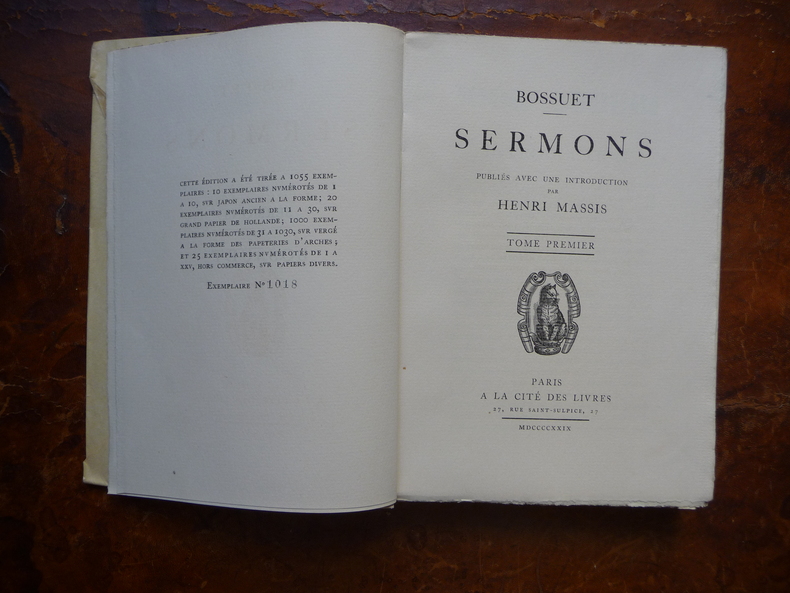 CETTE ÉDITION A ÉTÉ TIRÉE A 1055 EXEM-
PLAIRES : 10 EXEMPLAIRES NVMÉROTÉS DE 1
A 10, SVR JAPON ANCIEN A LA FORME; 20
EXEMPLAIRES NVMÉROTÉS DE 11 A 30, SVR
GRAND PAPIER DE HOLLANDE; 1000 EXEM-
PLAIRES NVMÉROTÉS DE 31 A 1030, SVR VERGÉ
A LA FORME DES PAPETERIES D'ARCHES;
ET 25 EXEMPLAIRES NVMÉROTÉS DE I A
XXV, HORS COMMERCE, SVR PAPIERS DIVERS.
EXEMPLAIRE Nº 1018
BOSSUET
SERMONS
PUBLIÉS AVEC UNE INTRODUCTION
PAR
HENRI MASSIS
TOME PREMIER
PARIS
A LA CITÉ DES LIVRES
27, RUE SAINT-SULPICE, 27
MDCCCCXXIX